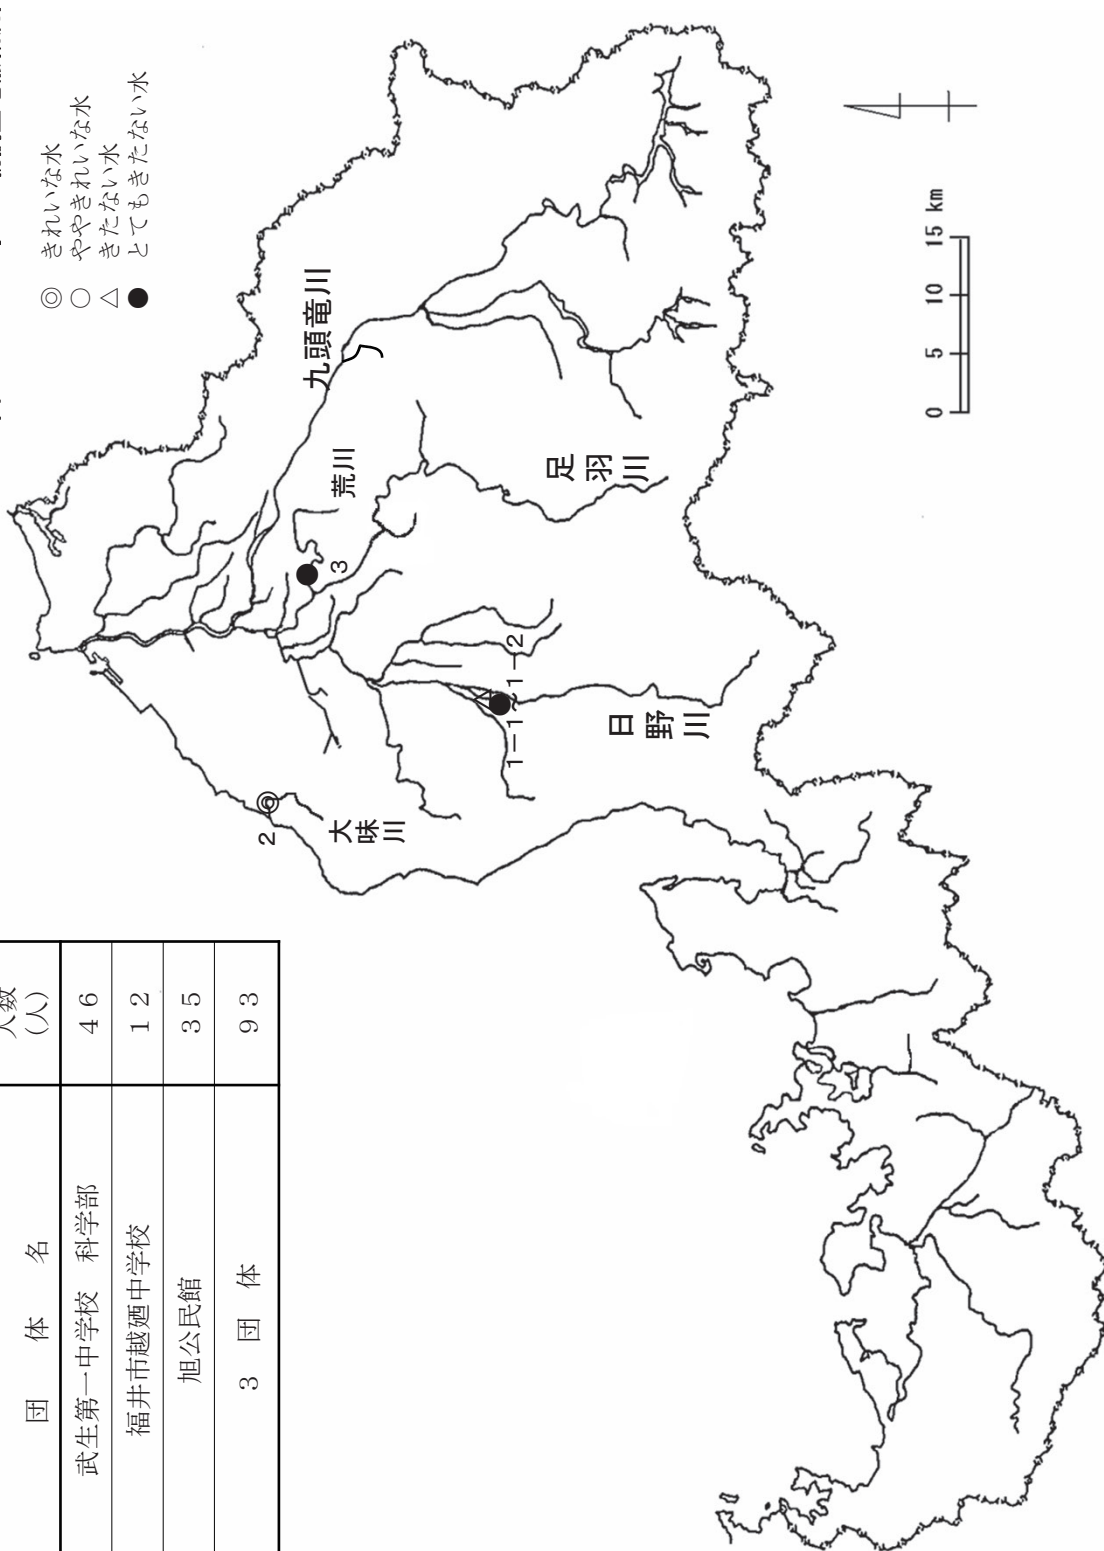 ◎ きれいな水
○ ややきれいな水
△ きたない水
● とてもきたない水
九頭竜川
荒川
3
足羽川
1－1～1－2
日野川
2
大味川
0 5 10 15 km
団体名 人数(人)
武生第一中学校 科学部 46
福井市越廼中学校 12
旭公民館 35
3団体 93